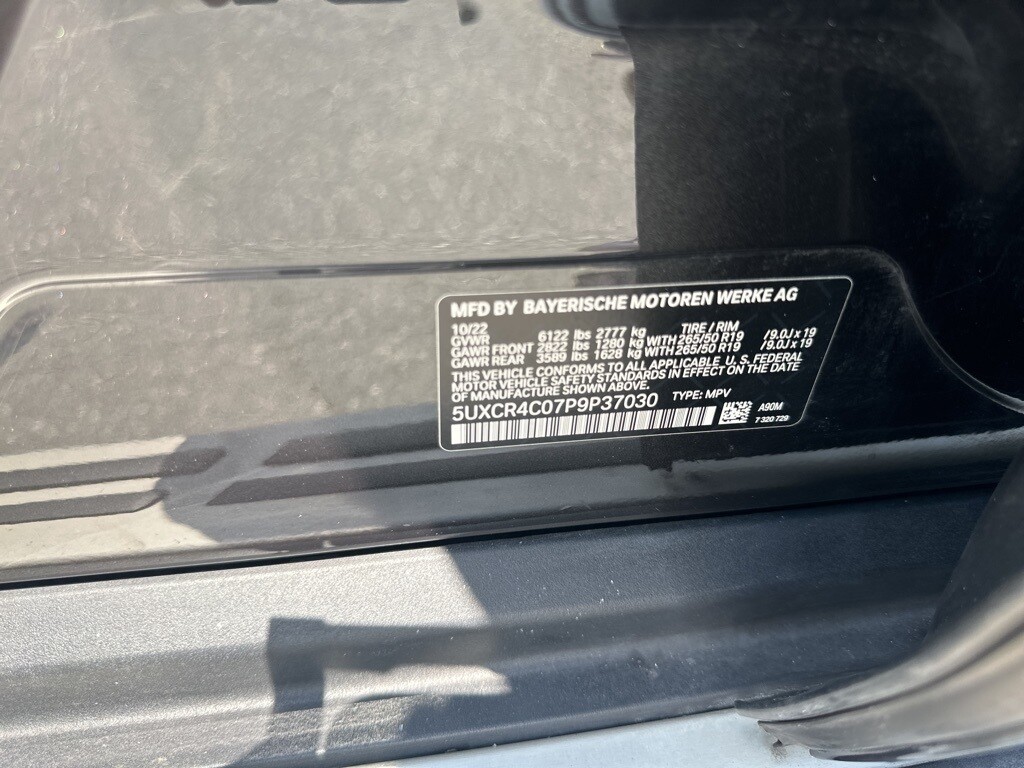 MFD BY BAYERISCHE MOTOREN WERKE AG
10/22 TIRE / RIM
GVWR 6122 lbs 2777 kg
GAWR FRONT 2822 lbs 1280 kg WITH 265/50 R19 /9.0J x 19
GAWR REAR 3589 lbs 1628 kg WITH 265/50 R19 /9.0J x 19
THIS VEHICLE CONFORMS TO ALL APPLICABLE U. S. FEDERAL
MOTOR VEHICLE SAFETY STANDARDS IN EFFECT ON THE DATE
OF MANUFACTURE SHOWN ABOVE.
5UXCR4C07P9P37030 TYPE: MPV
A90M
7 320 729